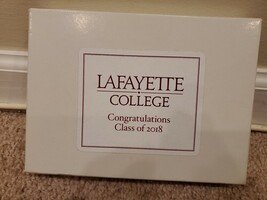 LAFAYETTE
COLLEGE
Congratulations
Class of 2018